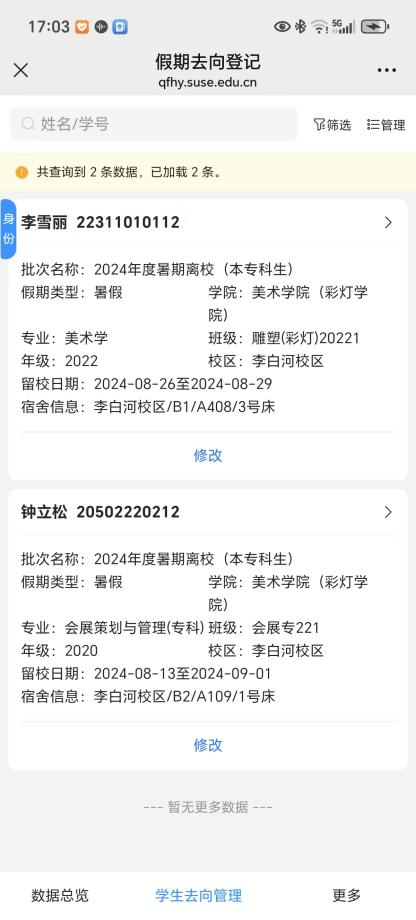 17:03
5G
假期去向登记
qfhy.suse.edu.cn
姓名/学号
筛选
管理
共查询到 2 条数据，已加载 2 条。
身份
李雪丽 22311010112
批次名称：2024年度暑期离校（本专科生）
假期类型：暑假 学院：美术学院（彩灯学
院）
专业：美术学 班级：雕塑(彩灯)20221
年级：2022 校区：李白河校区
留校日期：2024-08-26至2024-08-29
宿舍信息：李白河校区/B1/A408/3号床
修改
钟立松 20502220212
批次名称：2024年度暑期离校（本专科生）
假期类型：暑假 学院：美术学院（彩灯学
院）
专业：会展策划与管理(专科) 班级：会展专221
年级：2020 校区：李白河校区
留校日期：2024-08-13至2024-09-01
宿舍信息：李白河校区/B2/A109/1号床
修改
--- 暂无更多数据 ---
数据总览 学生去向管理 更多